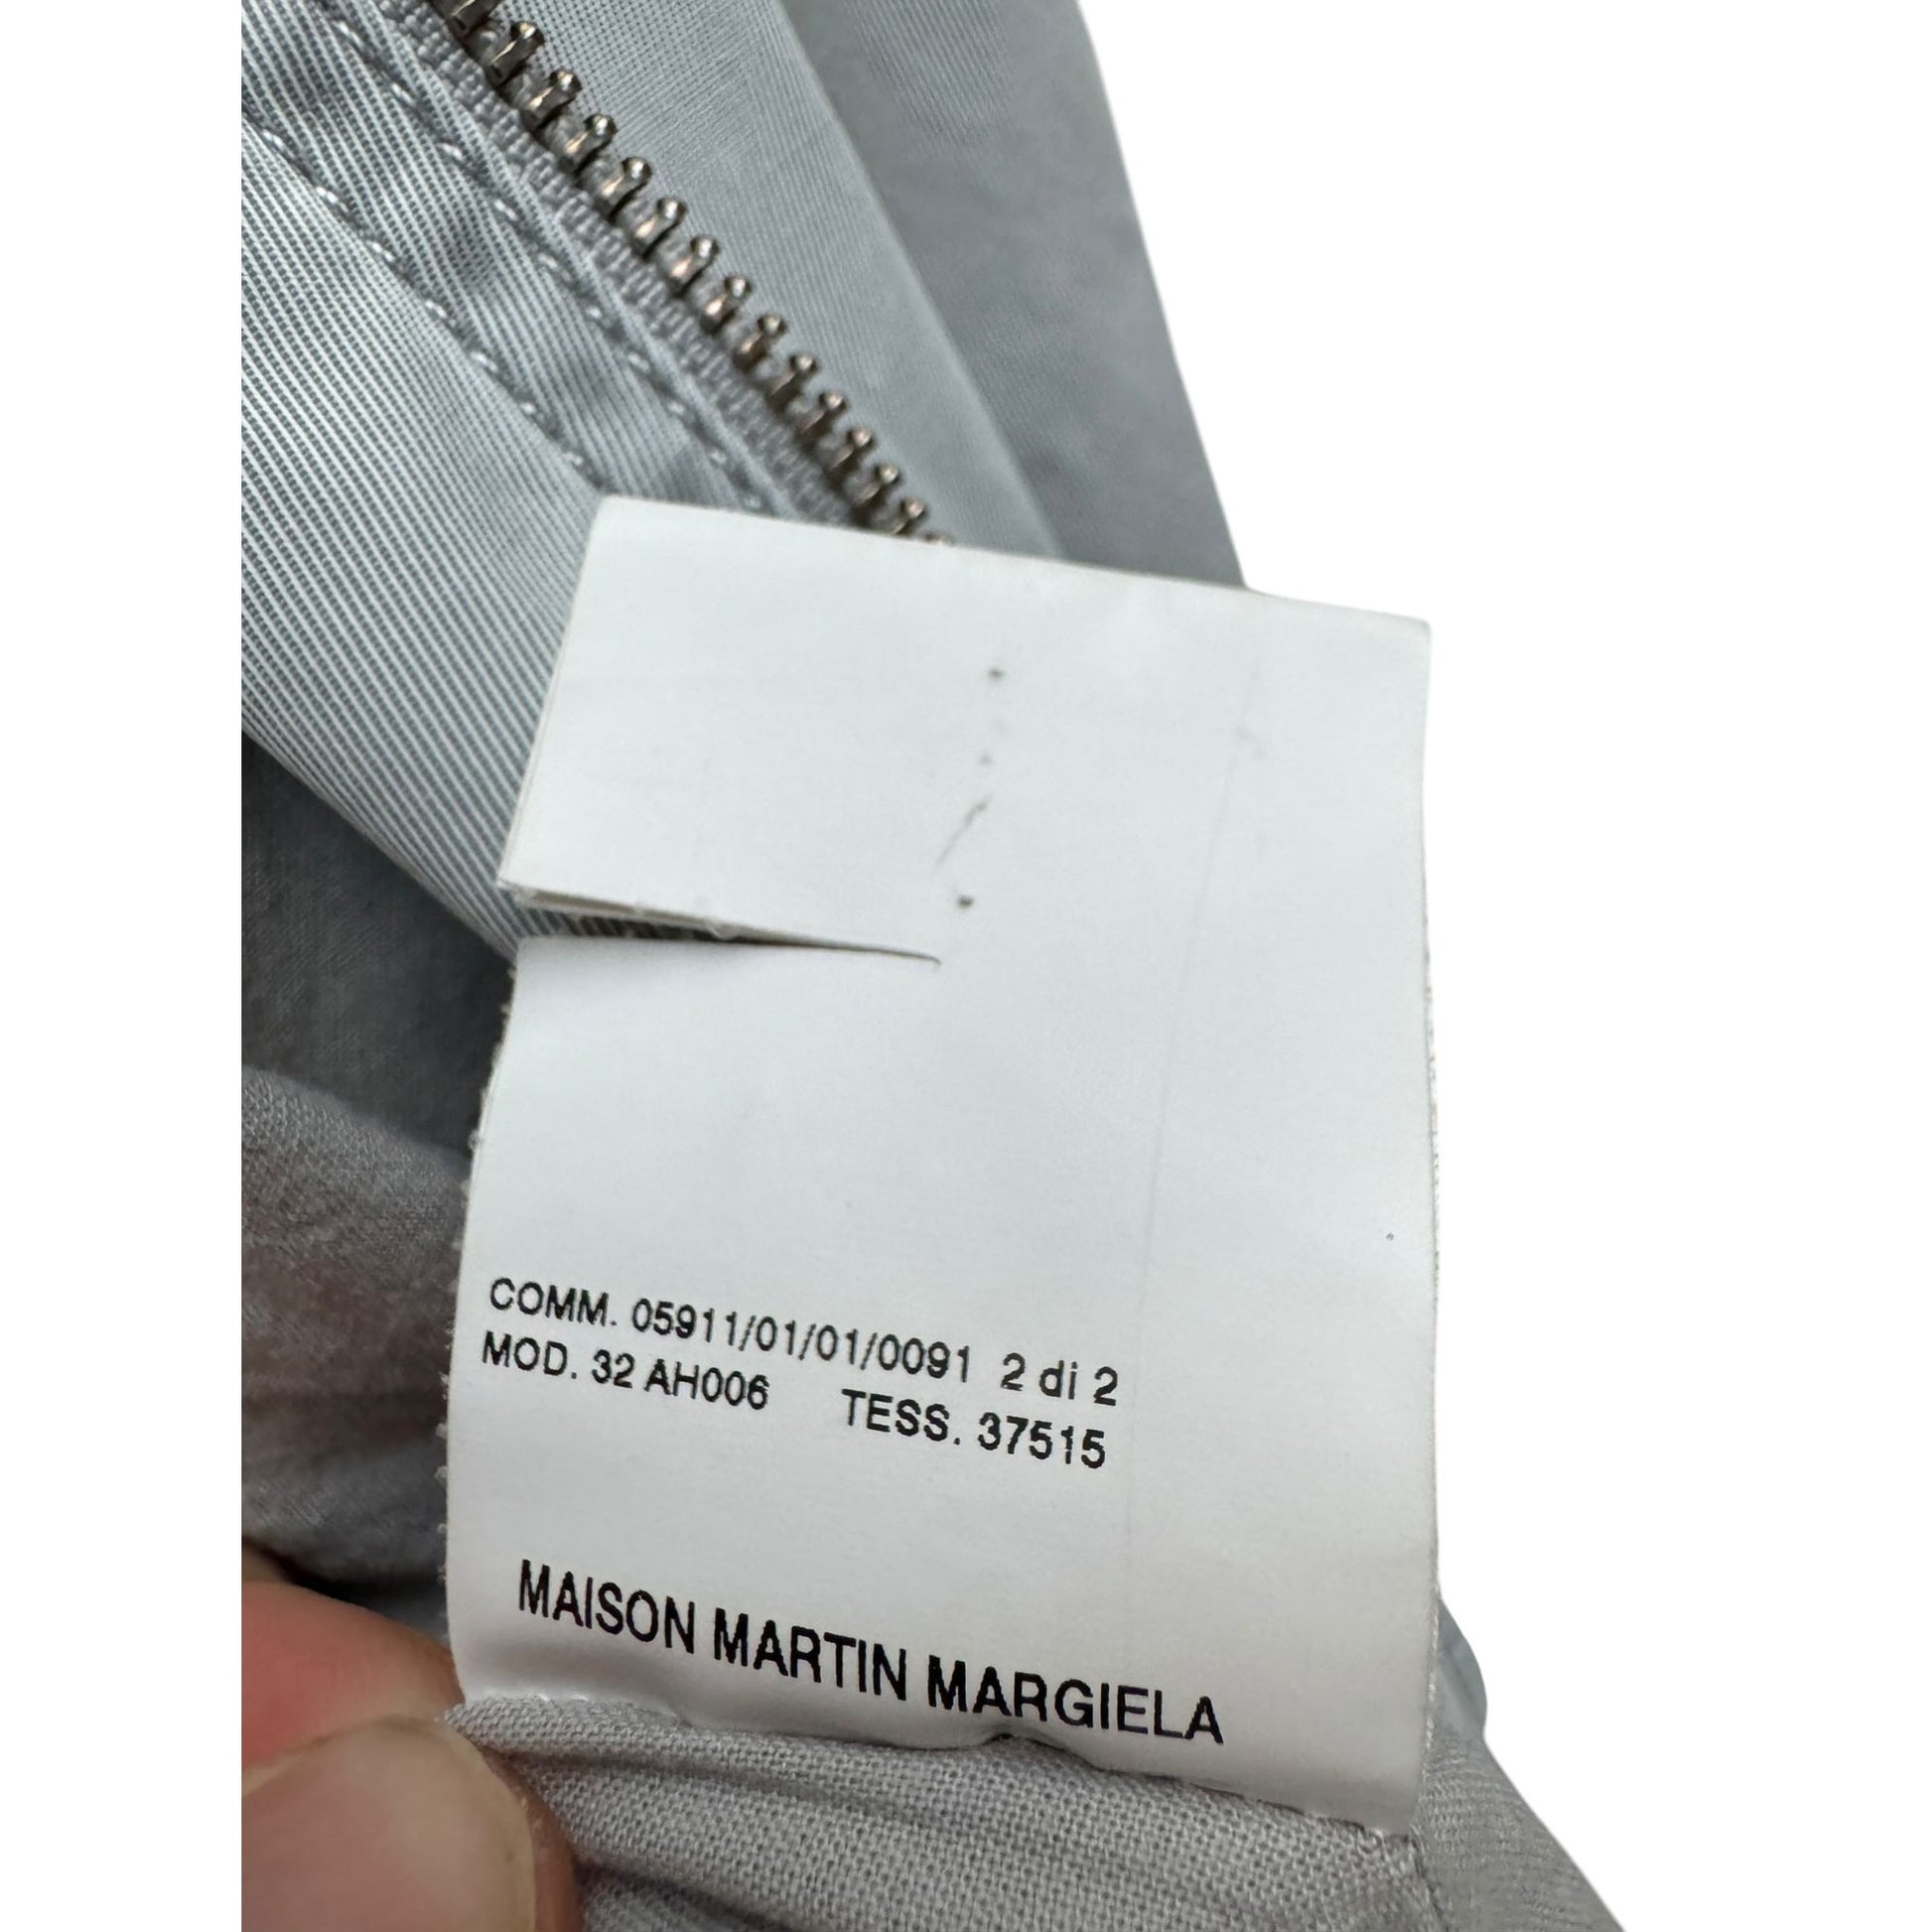 COMM. 05911/01/01/0091 2 di 2
MOD. 32 AH006 TESS. 37515
MAISON MARTIN MARGIELA